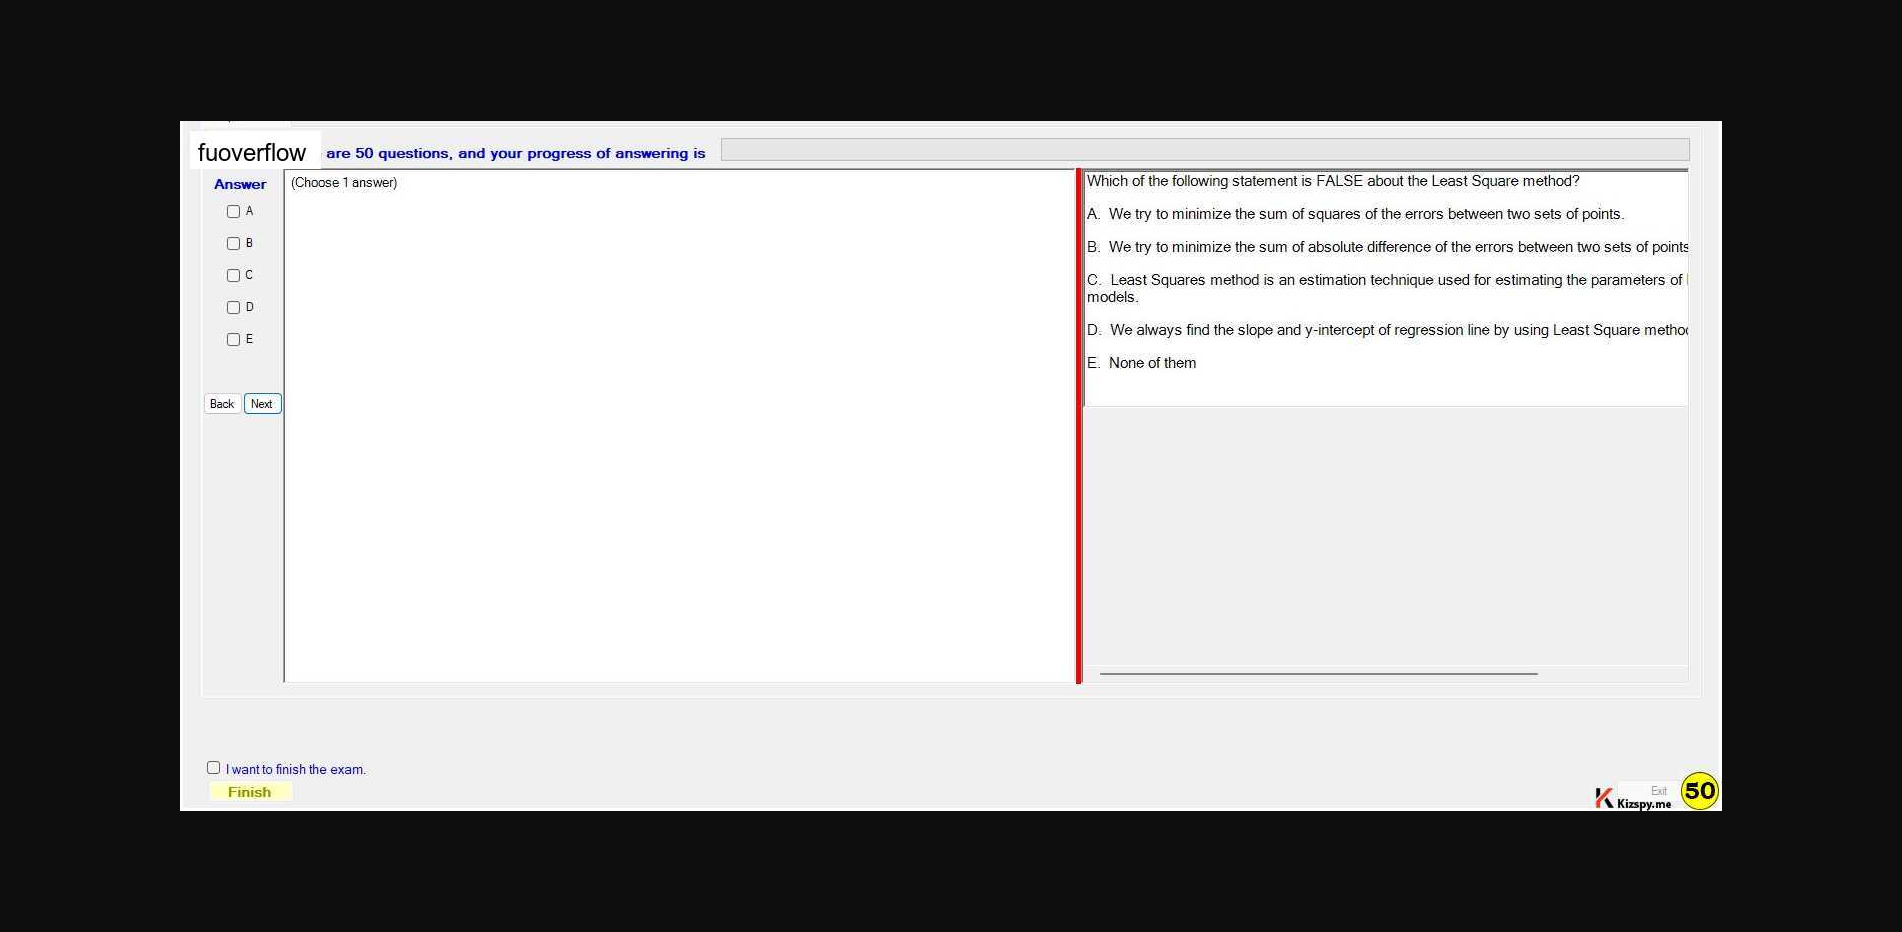 fuoverflow are 50 questions, and your progress of answering is
Answer
(Choose 1 answer)
A
B
C
D
E
Back Next
Which of the following statement is FALSE about the Least Square method?
A. We try to minimize the sum of squares of the errors between two sets of points.
B. We try to minimize the sum of absolute difference of the errors between two sets of points
C. Least Squares method is an estimation technique used for estimating the parameters of
models.
D. We always find the slope and y-intercept of regression line by using Least Square
E. None of them
I want to finish the exam.
Finish
Exit
50
Kizspy.me